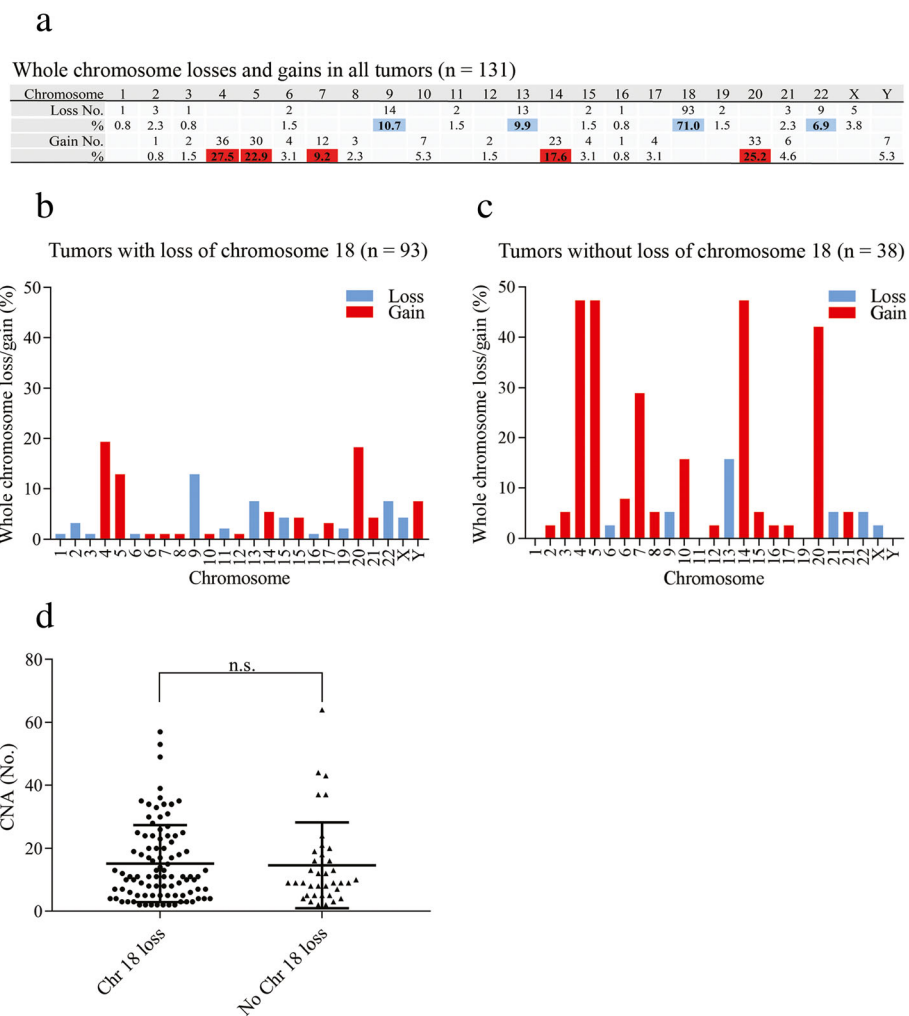 a
Whole chromosome losses and gains in all tumors (n = 131)
Chromosome 1 2 3 4 5 6 7 8 9 10 11 12 13 14 15 16 17 18 19 20 21 22 X Y
Loss No. 1 3 1 2 14 2 13 2 1 93 2 3 9 5
% 0.8 2.3 0.8 1.5 10.7 1.5 9.9 1.5 0.8 71.0 1.5 2.3 6.9 3.8
Gain No. 1 2 36 30 4 12 3 7 2 23 4 1 4 33 6 7
% 0.8 1.5 27.5 22.9 3.1 9.2 2.3 5.3 1.5 17.6 3.1 0.8 3.1 25.2 4.6 5.3
b
Tumors with loss of chromosome 18 (n = 93)
Whole chromosome loss/gain (%)
50
40
30
20
10
0
Loss
Gain
1 2 3 4 5 6 6 7 8 9 10 11 12 13 14 15 15 16 17 19 20 21 22 X Y
Chromosome
c
Tumors without loss of chromosome 18 (n = 38)
Whole chromosome loss/gain (%)
50
40
30
20
10
0
Loss
Gain
1 2 3 4 5 6 6 7 8 9 10 11 12 13 14 15 16 17 19 20 21 21 22 X Y
Chromosome
d
CNA (No.)
80
60
40
20
0
n.s.
Chr 18 loss
No Chr 18 loss